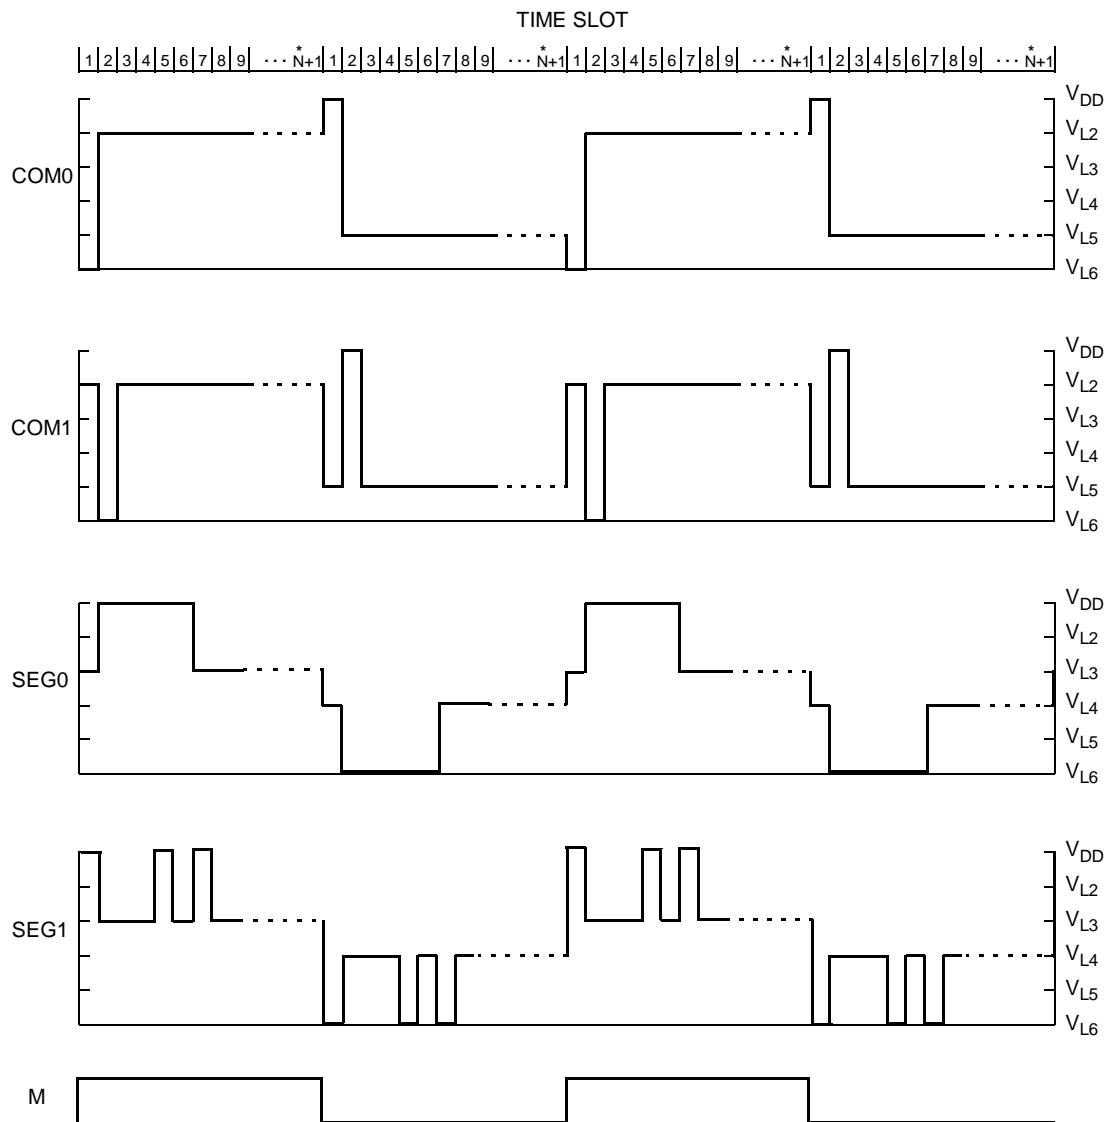 TIME SLOT
1 2 3 4 5 6 7 8 9 ··· *N+1 1 2 3 4 5 6 7 8 9 ··· *N+1 1 2 3 4 5 6 7 8 9 ··· *N+1 1 2 3 4 5 6 7 8 9 ··· *N+1
COM0
VDD
VL2
VL3
VL4
VL5
VL6
COM1
VDD
VL2
VL3
VL4
VL5
VL6
SEG0
VDD
VL2
VL3
VL4
VL5
VL6
SEG1
VDD
VL2
VL3
VL4
VL5
VL6
M